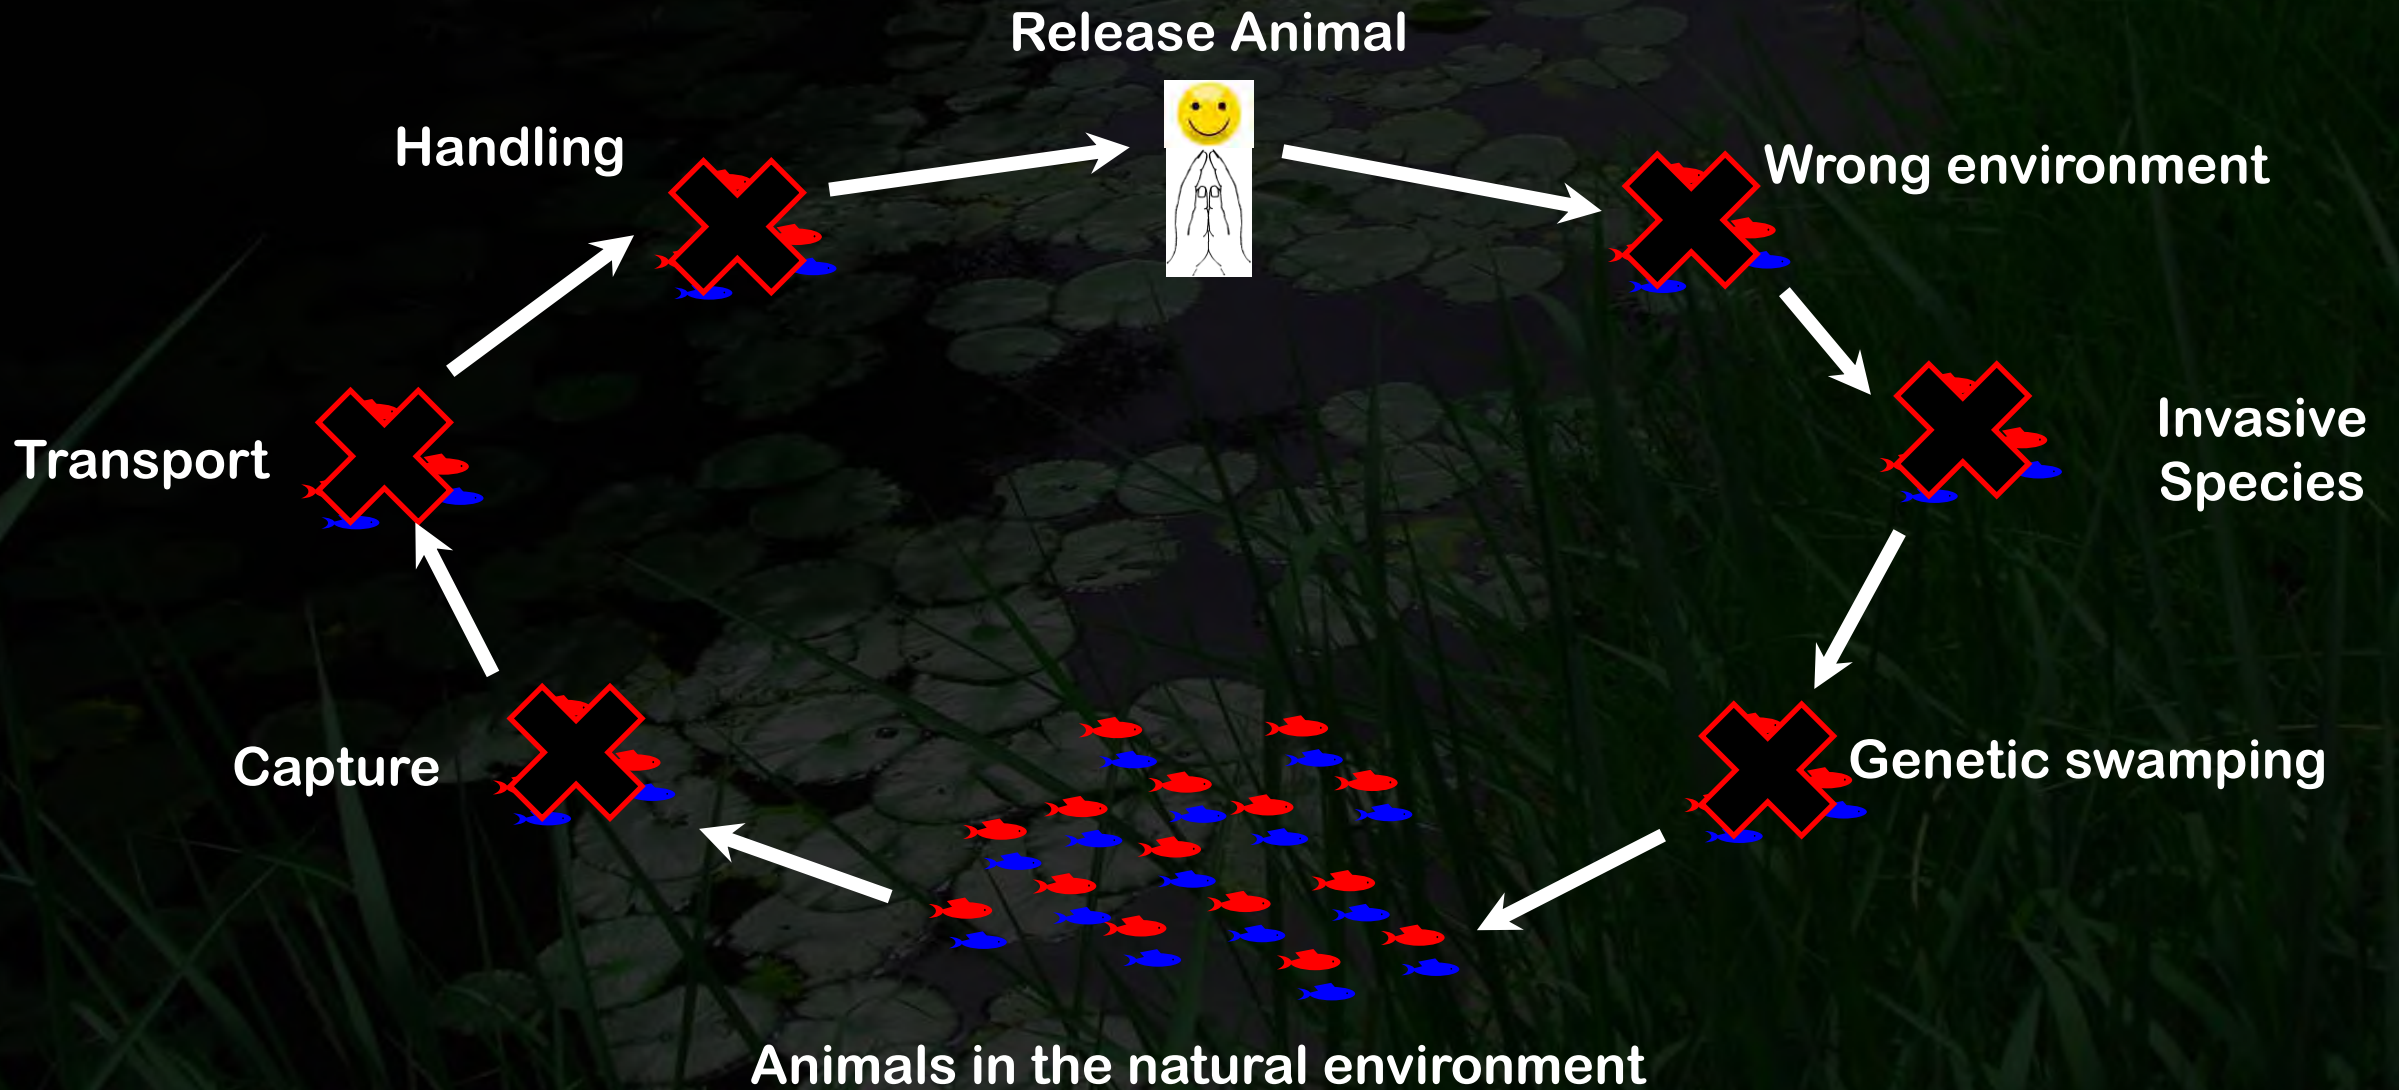 Release Animal
Handling
Wrong environment
Transport
Invasive
Species
Capture
Genetic swamping
Animals in the natural environment